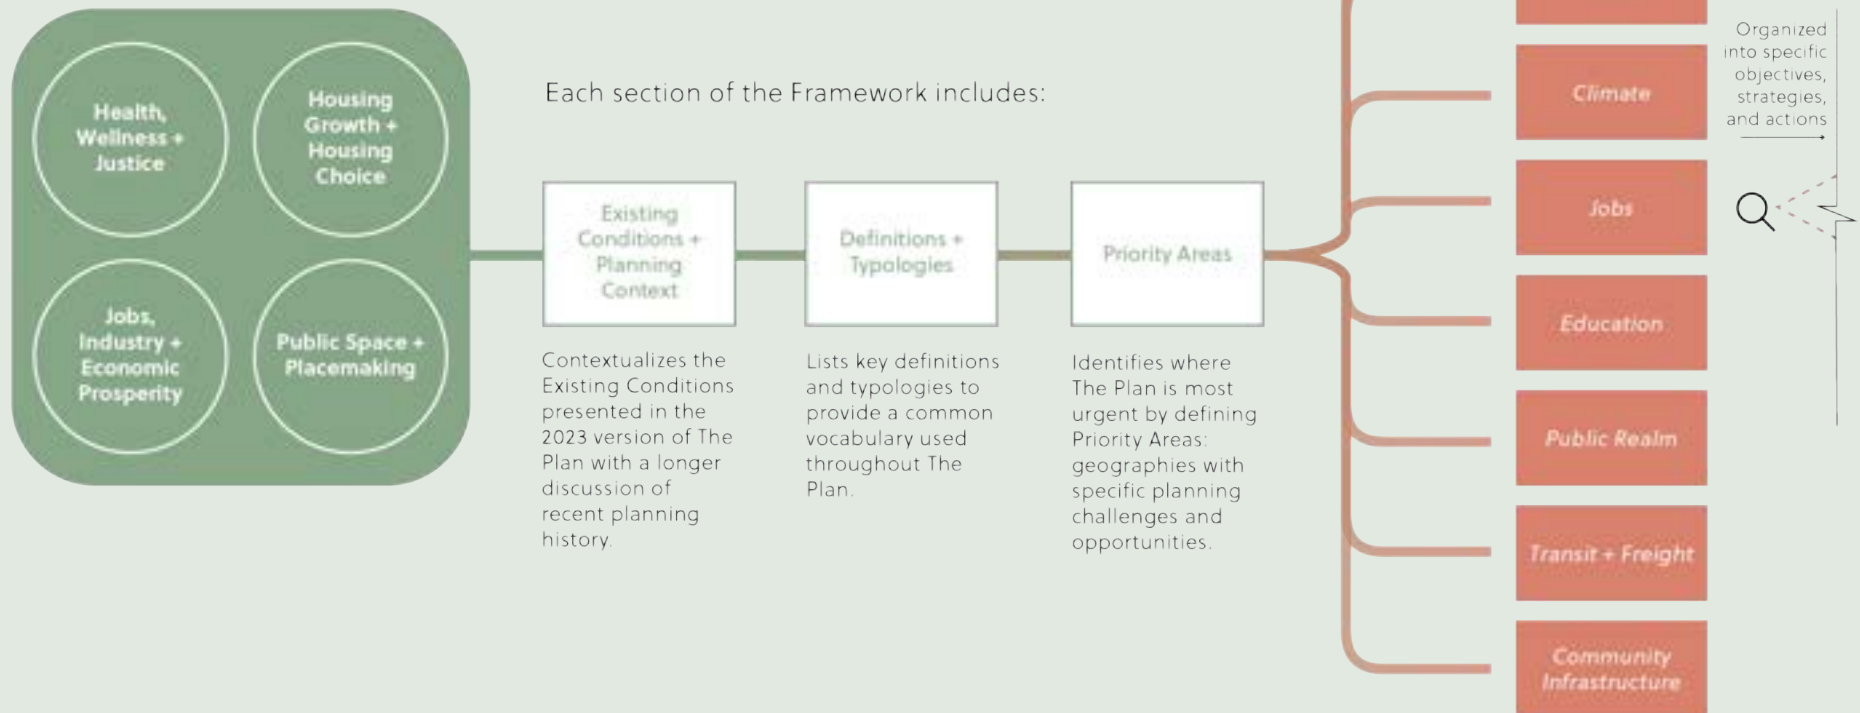 Health,
Wellness +
Justice
Housing
Growth +
Housing
Choice
Jobs,
Industry +
Economic
Prosperity
Public Space +
Placemaking
Each section of the Framework includes:
Existing
Conditions +
Planning
Context
Contextualizes the
Existing Conditions
presented in the
2023 version of The
Plan with a longer
discussion of
recent planning
history.
Definitions +
Typologies
Lists key definitions
and typologies to
provide a common
vocabulary used
throughout The
Plan.
Priority Areas
Identifies where
The Plan is most
urgent by defining
Priority Areas:
geographies with
specific planning
challenges and
opportunities.
Climate
Jobs
Education
Public Realm
Transit + Freight
Community
Infrastructure
Organized
into specific
objectives,
strategies,
and actions